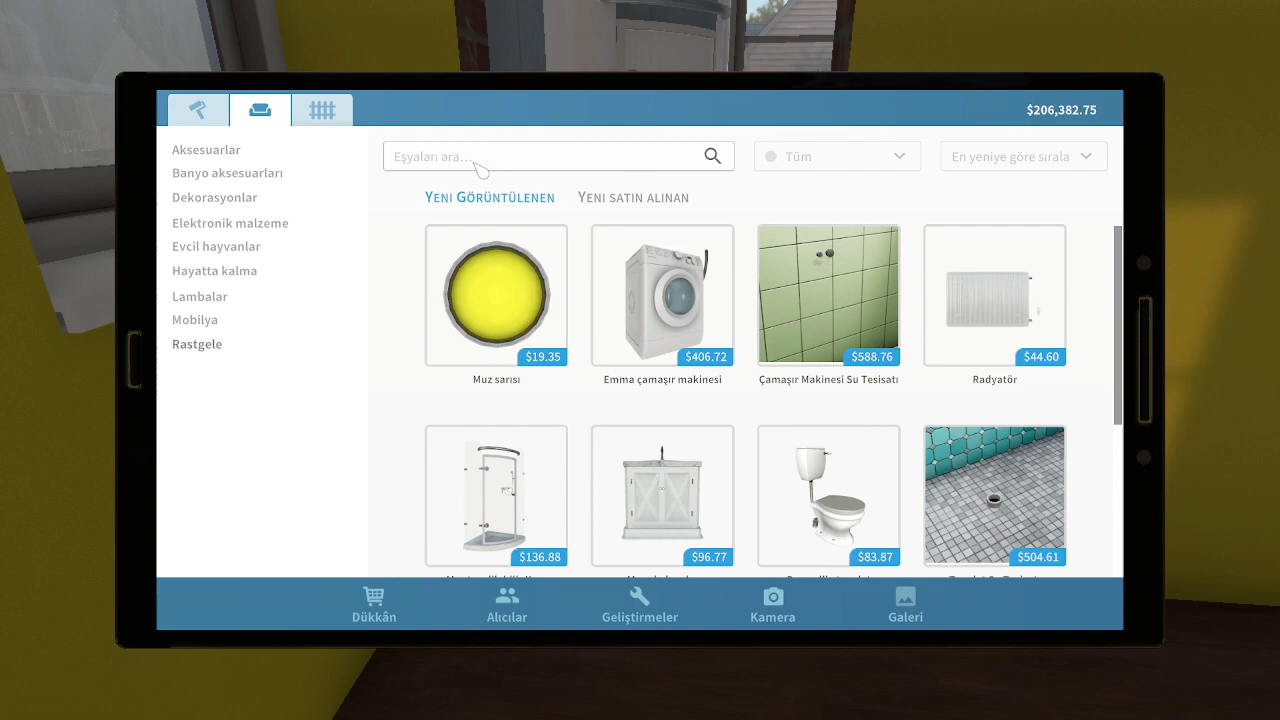 $206,382.75
Aksesuarlar
Banyo aksesuarları
Dekorasyonlar
Elektronik malzeme
Evcil hayvanlar
Hayatta kalma
Lambalar
Mobilya
Rastgele
Eşyaları ara...
Tüm
En yeniye göre sırala
YENİ GÖRÜNTÜLENEN
YENİ SATIN ALINAN
$19.35
Muz sarısı
$406.72
Emma çamaşır makinesi
$588.76
Çamaşır Makinesi Su Tesisatı
$44.60
Radyatör
$136.88
$96.77
$83.87
$504.61
Dükkân
Alıcılar
Geliştirmeler
Kamera
Galeri